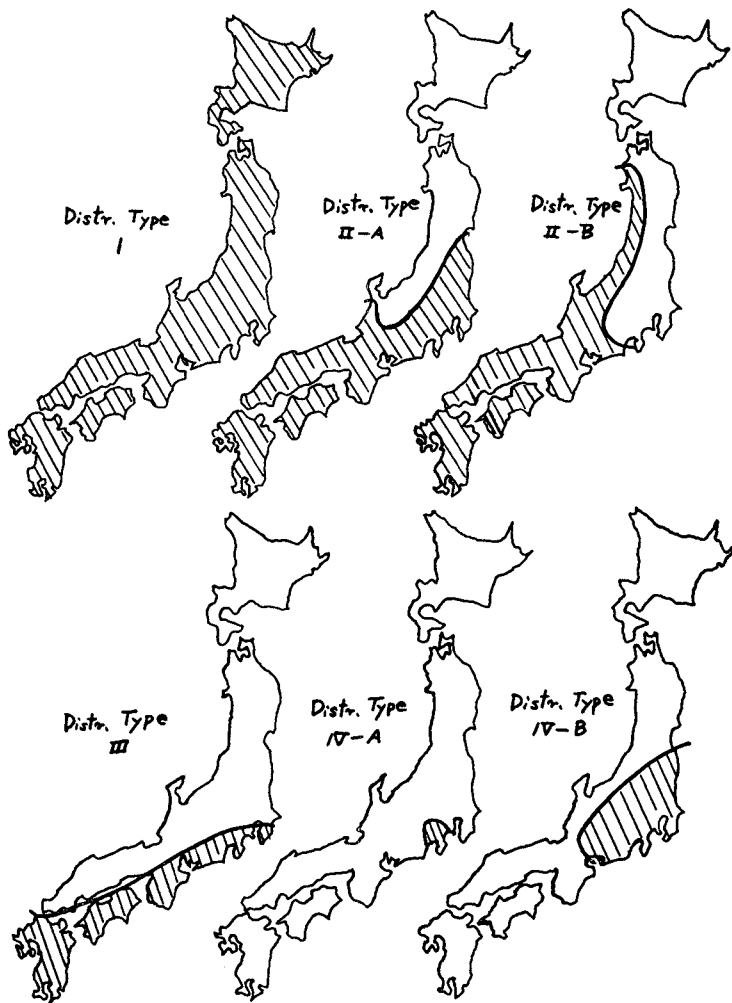 Distr. Type
I
Distr. Type
II-A
Distr. Type
II-B
Distr. Type
III
Distr. Type
IV-A
Distr. Type
IV-B